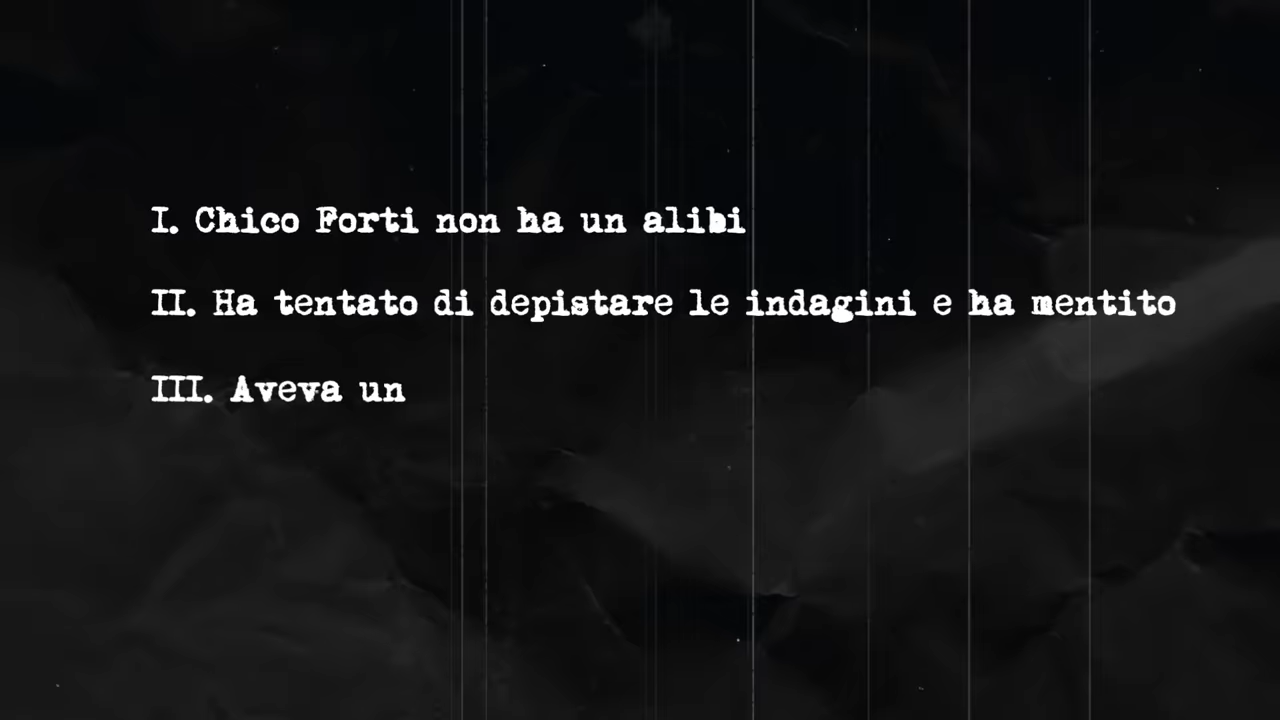 I. Chico Forti non ha un alibi
II. Ha tentato di depistare le indagini e ha mentito
III. Aveva un